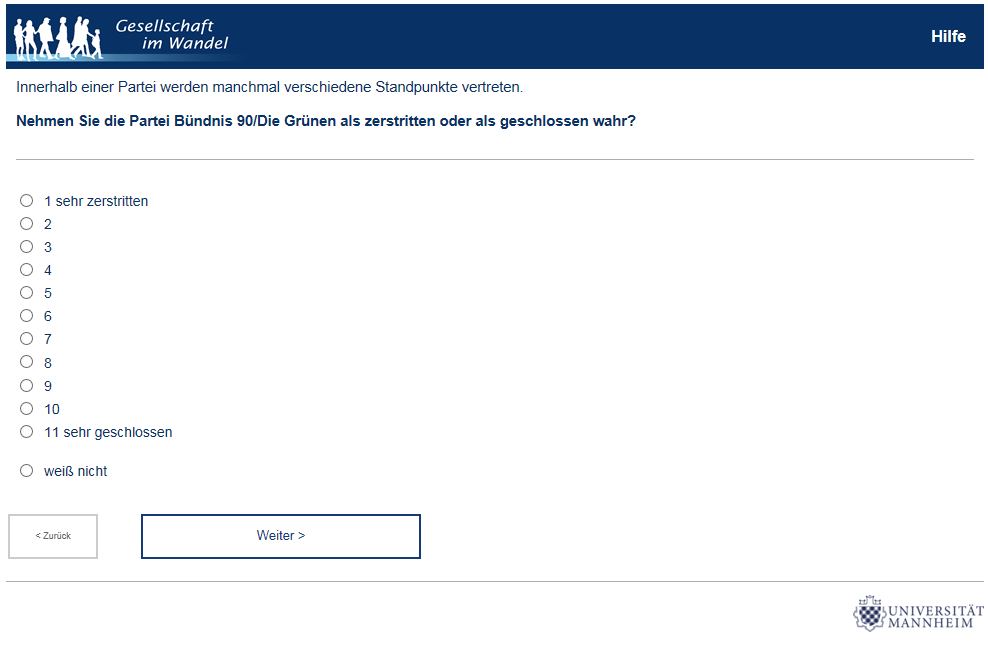 Gesellschaft
im Wandel
Hilfe
Innerhalb einer Partei werden manchmal verschiedene Standpunkte vertreten.
Nehmen Sie die Partei Bündnis 90/Die Grünen als zerstritten oder als geschlossen wahr?
1 sehr zerstritten
2
3
4
5
6
7
8
9
10
11 sehr geschlossen
weiß nicht
< Zurück
Weiter >
UNIVERSITÄT
MANNHEIM